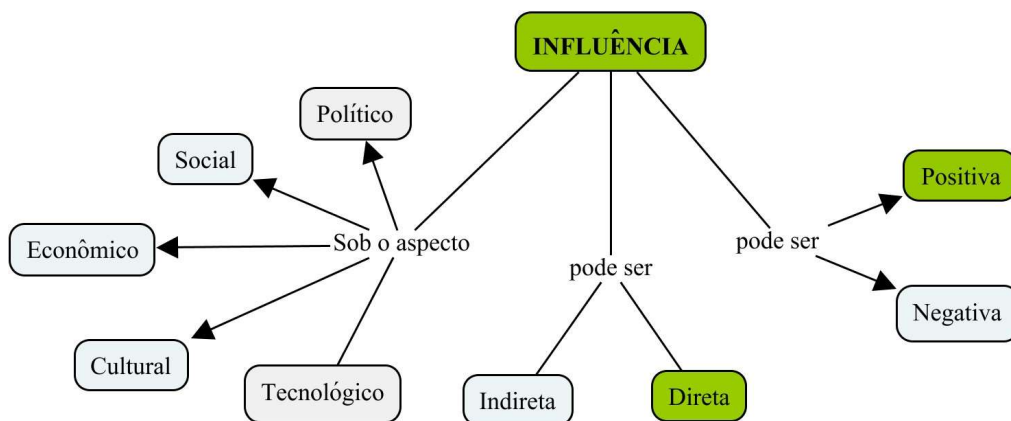 INFLUÊNCIA
Político
Social
Positiva
Econômico
Sob o aspecto
pode ser
pode ser
Negativa
Cultural
Tecnológico
Indireta
Direta